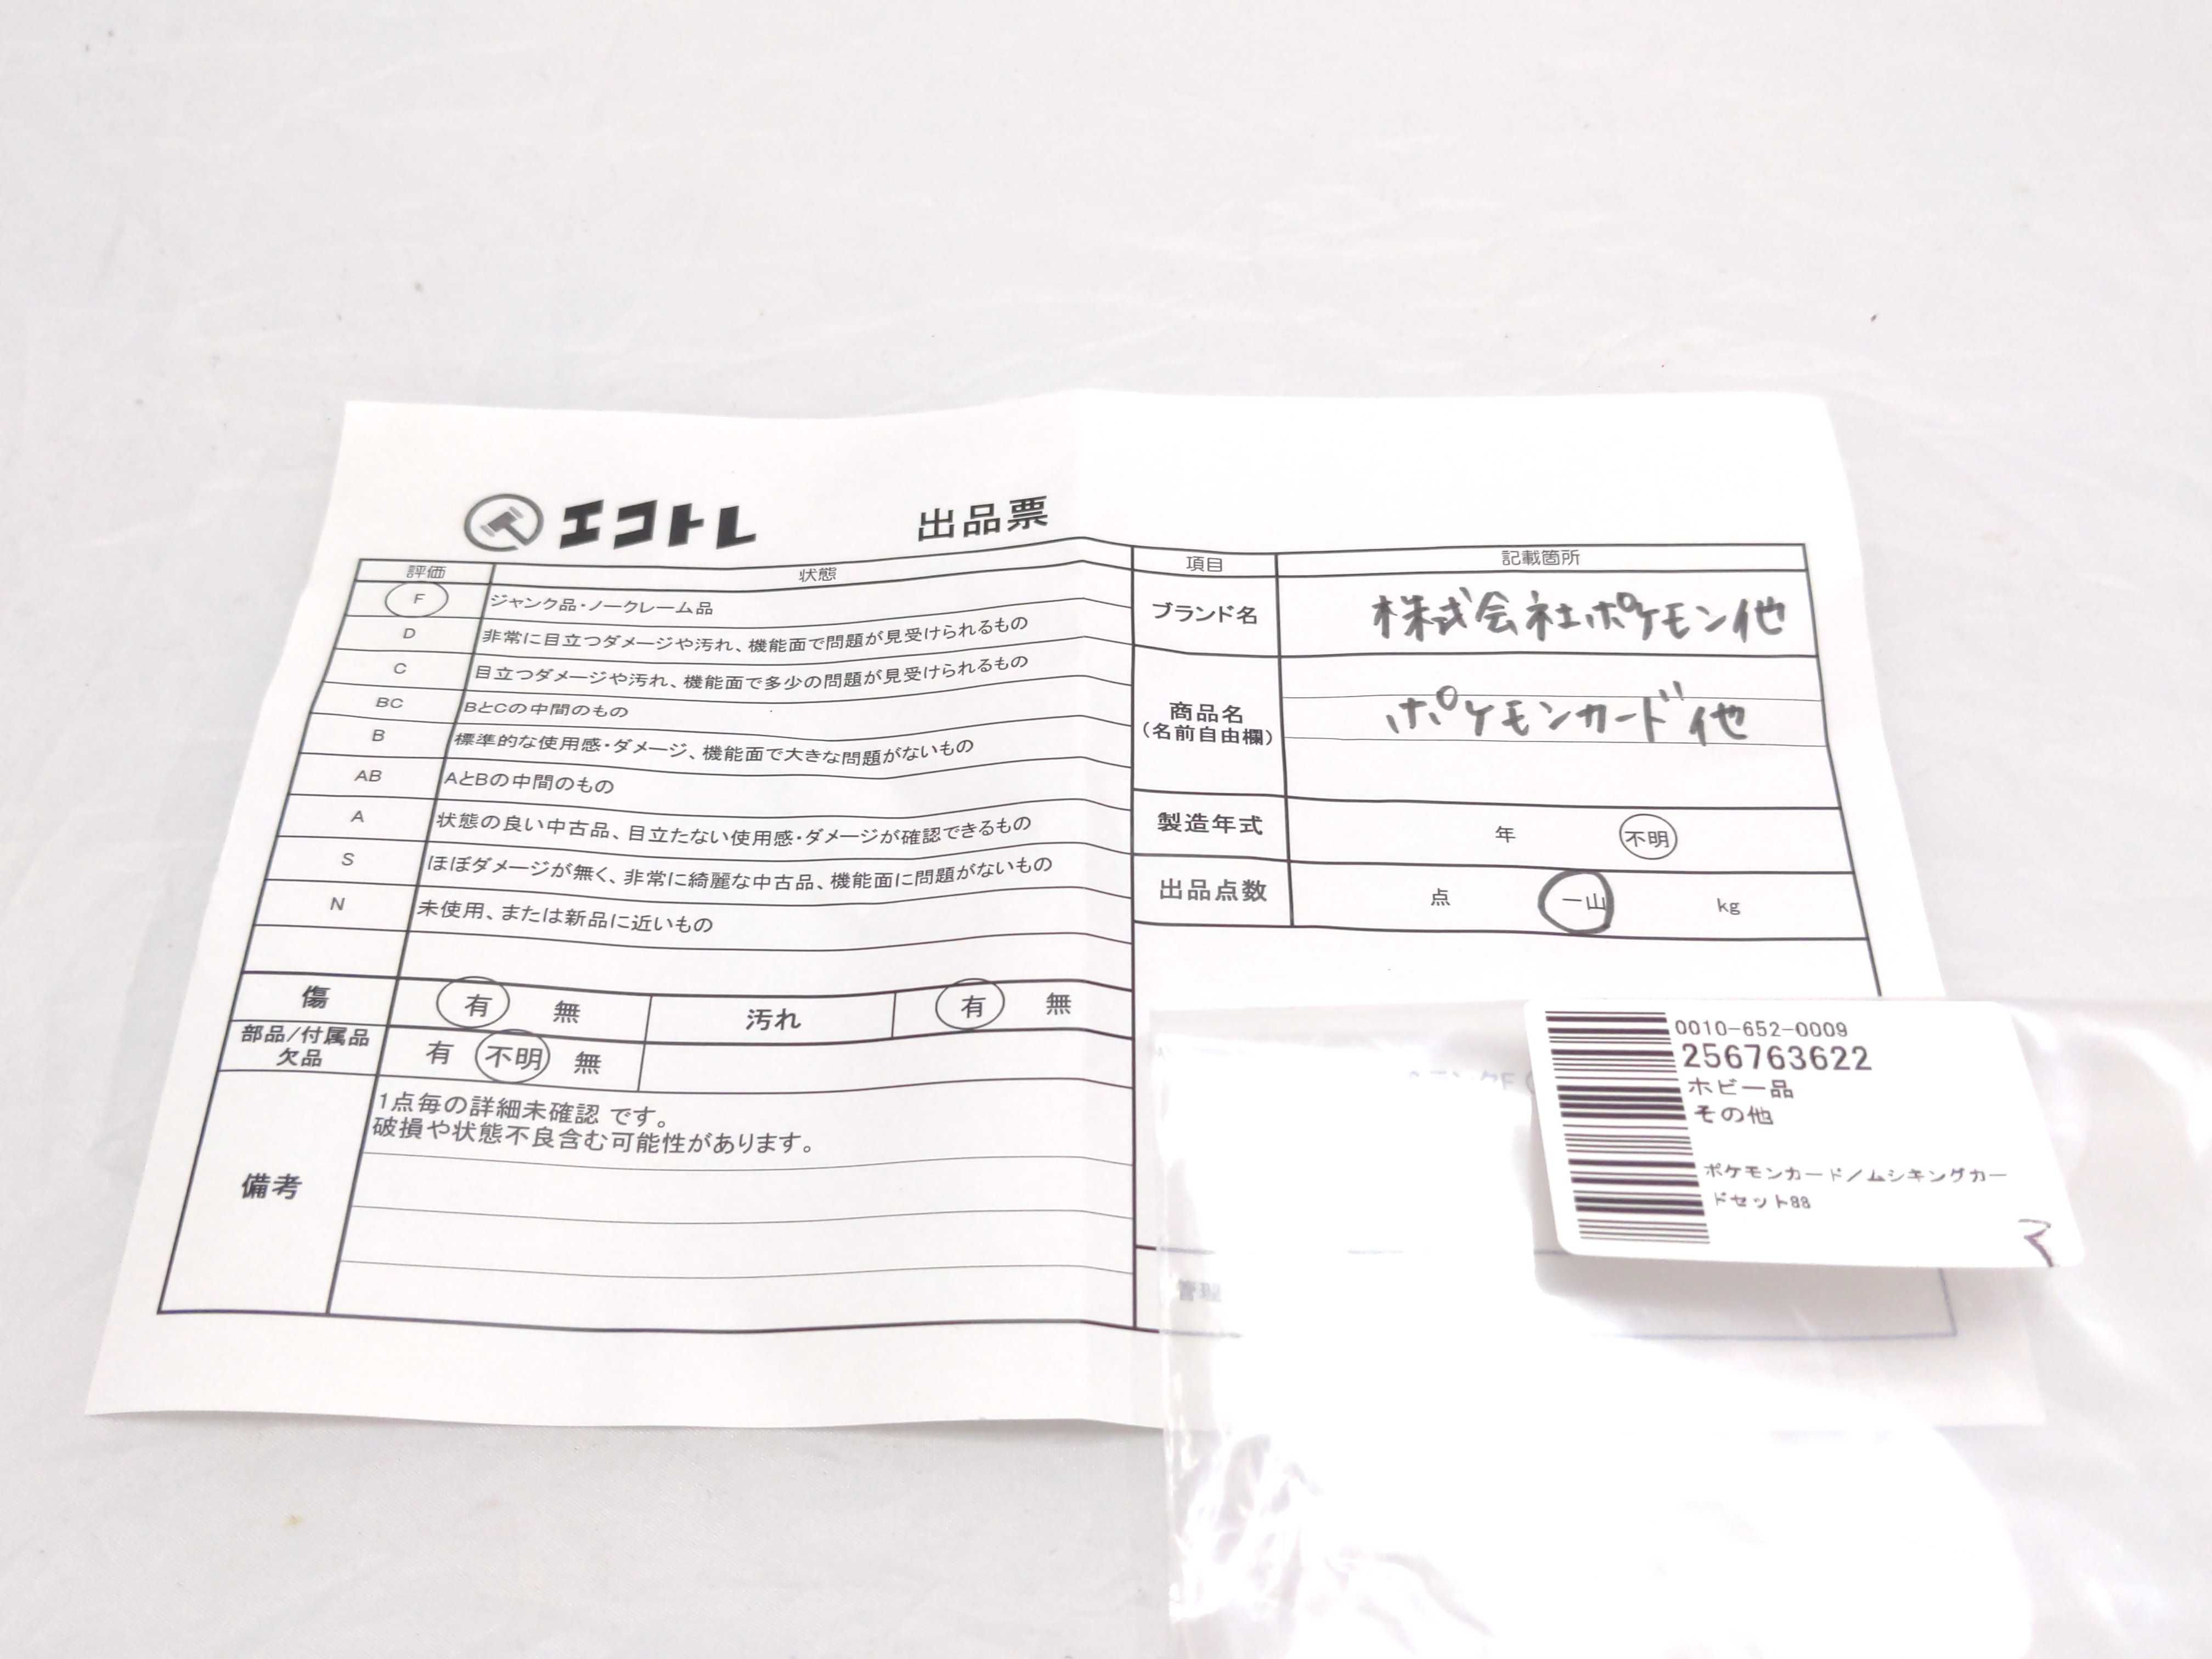 エコトレ 出品票
評価 状態
F ジャンク品・ノークレーム品
D 非常に目立つダメージや汚れ、機能面で問題が見受けられるもの
C 目立つダメージや汚れ、機能面で多少の問題が見受けられるもの
BC BとCの中間のもの
B 標準的な使用感・ダメージ、機能面で大きな問題がないもの
AB AとBの中間のもの
A 状態の良い中古品、目立たない使用感・ダメージが確認できるもの
S ほぼダメージが無く、非常に綺麗な中古品、機能面に問題がないもの
N 未使用、または新品に近いもの
傷 有 無 汚れ 有 無
部品/付属品
欠品 有 不明 無
備考
1点毎の詳細未確認 です。
破損や状態不良含む可能性があります。
項目 記載箇所
ブランド名 株式会社ポケモン他
商品名
(名前自由欄)
ポケモンカード他
製造年式 年 不明
出品点数 点 一山 kg
管理
0010-652-0009
256763622
ホビー品
その他
ポケモンカード/ムシキングカー
ドセット88